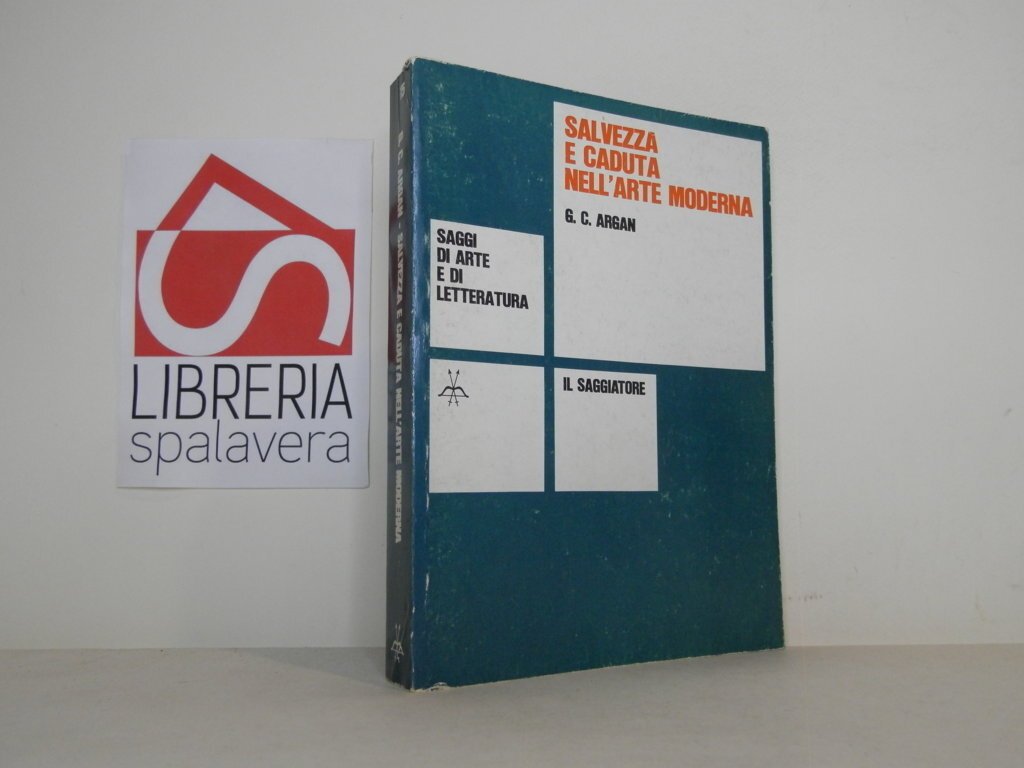 LIBRERIA
spalavera
G. C. ARGAN - SALVEZZA E CADUTA NELL'ARTE MODERNA
SALVEZZA
E CADUTA
NELL'ARTE MODERNA
G. C. ARGAN
SAGGI
DI ARTE
E DI
LETTERATURA
IL SAGGIATORE